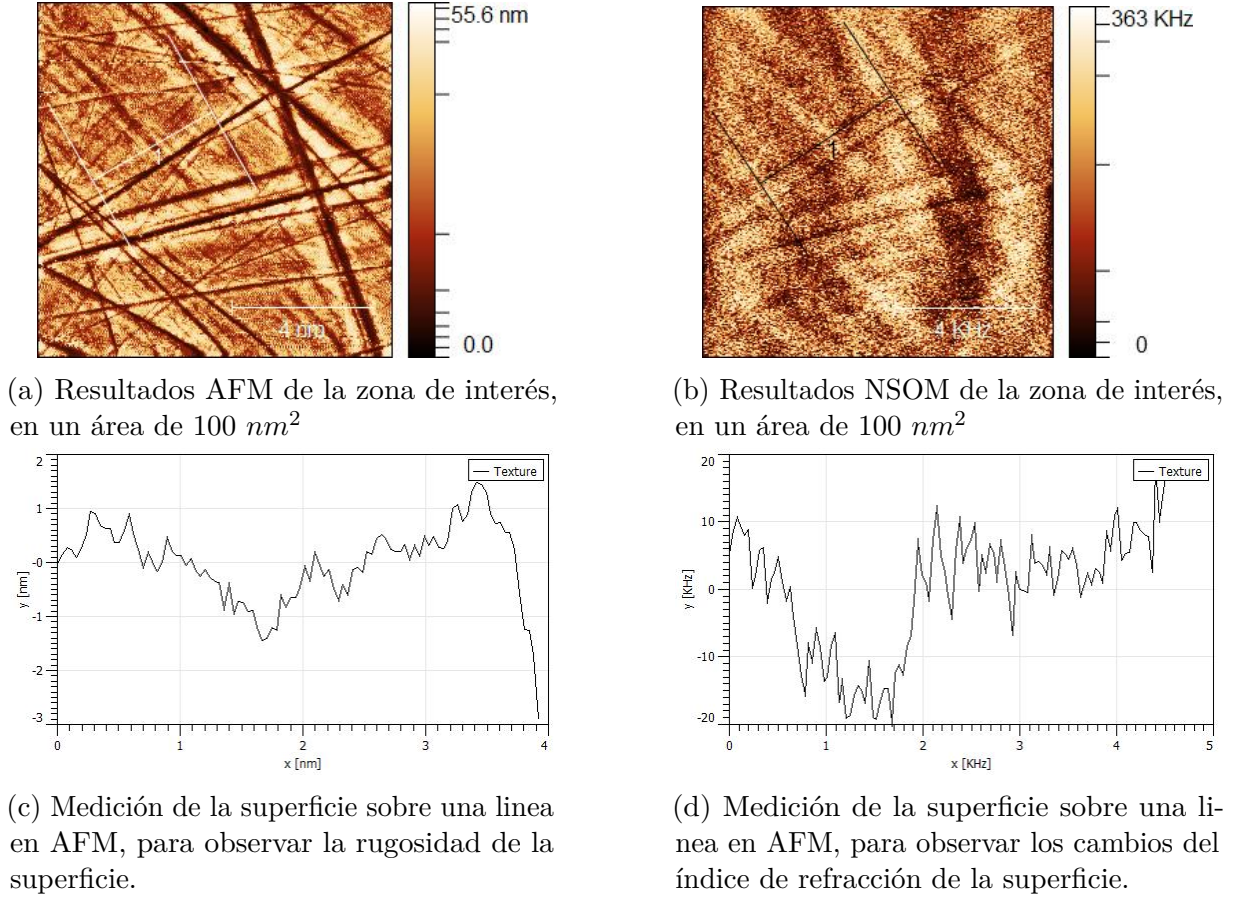 55.6 nm
1
4 nm
0.0
363 KHz
1
4 KHz
0
(a) Resultados AFM de la zona de interés,
en un área de 100 nm²
(b) Resultados NSOM de la zona de interés,
en un área de 100 nm²
Texture
2
1
-0
-1
-2
-3
y [nm]
0 1 2 3 4
x [nm]
Texture
20
10
0
-10
-20
y [KHz]
0 1 2 3 4 5
x [KHz]
(c) Medición de la superficie sobre una linea
en AFM, para observar la rugosidad de la
superficie.
(d) Medición de la superficie sobre una li-
nea en AFM, para observar los cambios del
índice de refracción de la superficie.